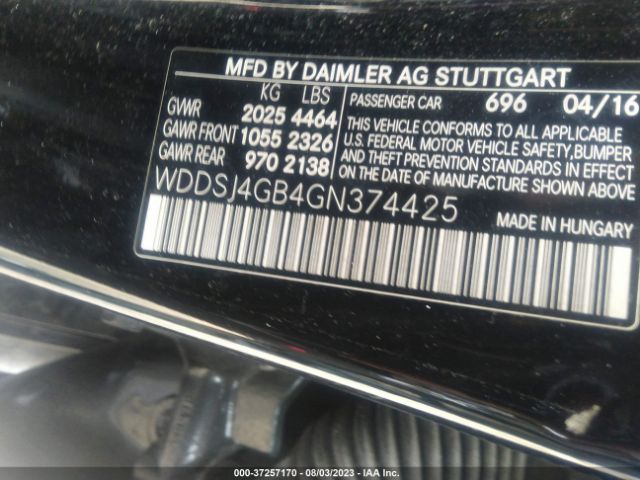 MFD BY DAIMLER AG STUTTGART
KG LBS
GVWR 2025 4464
GAWR FRONT 1055 2326
GAWR REAR 970 2138
PASSENGER CAR 696 04/16
THIS VEHICLE CONFORMS TO ALL APPLICABLE
U.S. FEDERAL MOTOR VEHICLE SAFETY, BUMPER
AND THEFT PREVENTION STANDARDS IN EFFECT
ON THE DATE OF MANUFACTURE SHOWN ABOVE.
WDDSJ4GB4GN374425
MADE IN HUNGARY
000-37257170 - 08/03/2023 - IAA Inc.